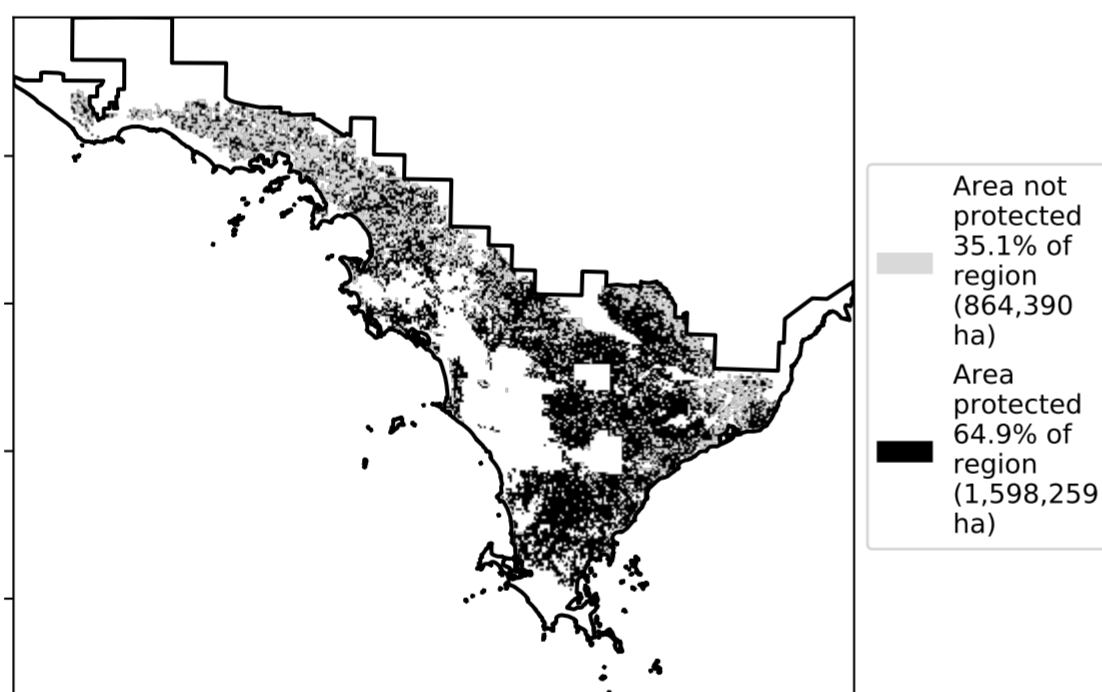 Area not
protected
35.1% of
region
(864,390
ha)
Area
protected
64.9% of
region
(1,598,259
ha)